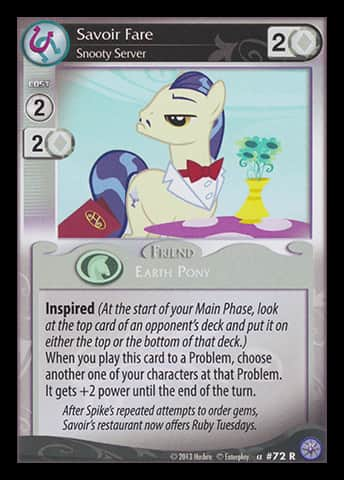 Savoir Fare
Snooty Server
2
COST
2
2
FRIEND
EARTH PONY
Inspired (At the start of your Main Phase, look
at the top card of an opponent's deck and put it on
either the top or the bottom of that deck.)
When you play this card to a Problem, choose
another one of your characters at that Problem.
It gets +2 power until the end of the turn.
After Spike's repeated attempts to order gems,
Savoir's restaurant now offers Ruby Tuesdays.
© 2013 Hasbro. © Enterplay α #72 R